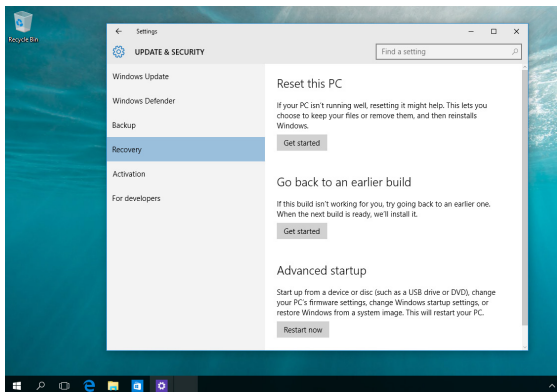 Recycle Bin
Settings
UPDATE & SECURITY
Find a setting
Windows Update
Windows Defender
Backup
Recovery
Activation
For developers
Reset this PC
If your PC isn't running well, resetting it might help. This lets you
choose to keep your files or remove them, and then reinstalls
Windows.
Get started
Go back to an earlier build
If this build isn't working for you, try going back to an earlier one.
When the next build is ready, we'll install it.
Get started
Advanced startup
Start up from a device or disc (such as a USB drive or DVD), change
your PC's firmware settings, change Windows startup settings, or
restore Windows from a system image. This will restart your PC.
Restart now